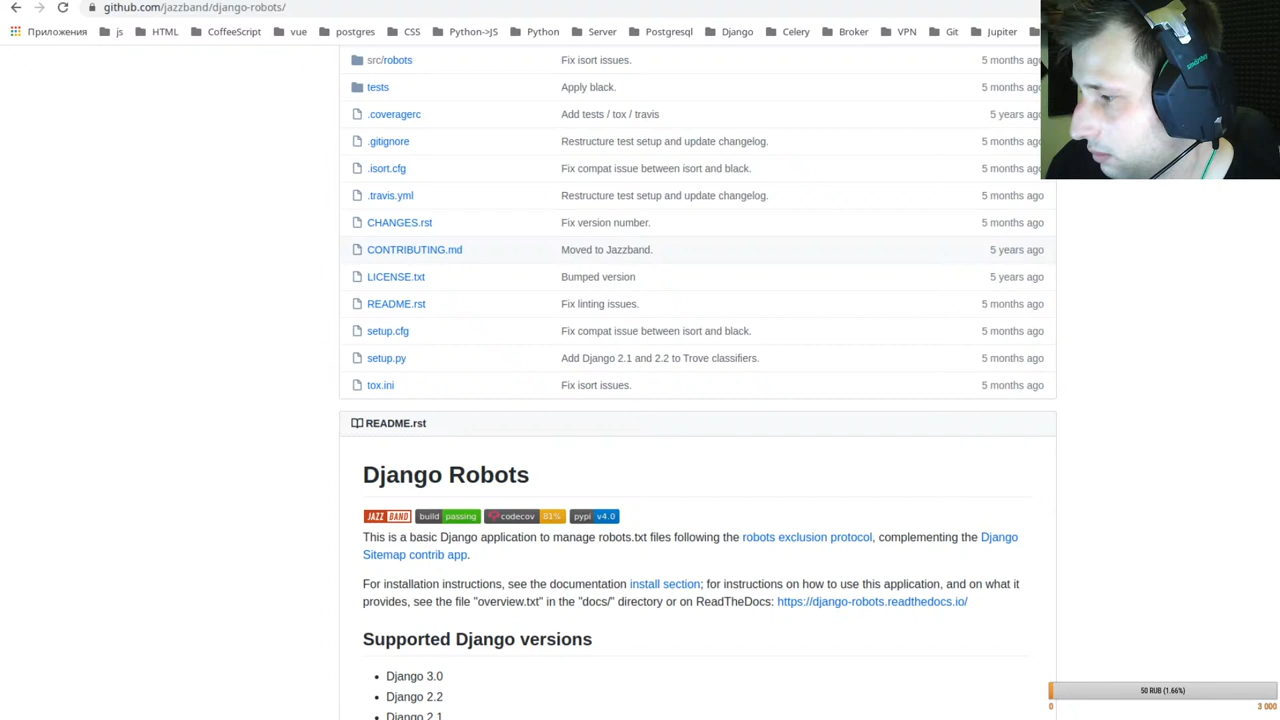 github.com/jazzband/django-robots/
Приложения js HTML CoffeeScript vue postgres CSS Python->JS Python Server Postgresql Django Celery Broker VPN Git Jupiter
src/robots Fix isort issues. 5 months ago
tests Apply black. 5 months ago
.coveragerc Add tests / tox / travis 5 years ago
.gitignore Restructure test setup and update changelog. 5 months ago
.isort.cfg Fix compat issue between isort and black. 5 months ago
.travis.yml Restructure test setup and update changelog. 5 months ago
CHANGES.rst Fix version number. 5 months ago
CONTRIBUTING.md Moved to Jazzband. 5 years ago
LICENSE.txt Bumped version 5 years ago
README.rst Fix linting issues. 5 months ago
setup.cfg Fix compat issue between isort and black. 5 months ago
setup.py Add Django 2.1 and 2.2 to Trove classifiers. 5 months ago
tox.ini Fix isort issues. 5 months ago
README.rst
Django Robots
JAZZ BAND build passing codecov 81% pypi v4.0
This is a basic Django application to manage robots.txt files following the robots exclusion protocol, complementing the Django
Sitemap contrib app.
For installation instructions, see the documentation install section; for instructions on how to use this application, and on what it
provides, see the file "overview.txt" in the "docs/" directory or on ReadTheDocs: https://django-robots.readthedocs.io/
Supported Django versions
• Django 3.0
• Django 2.2
• Django 2.1
50 RUB (1.66%)
0 3 000